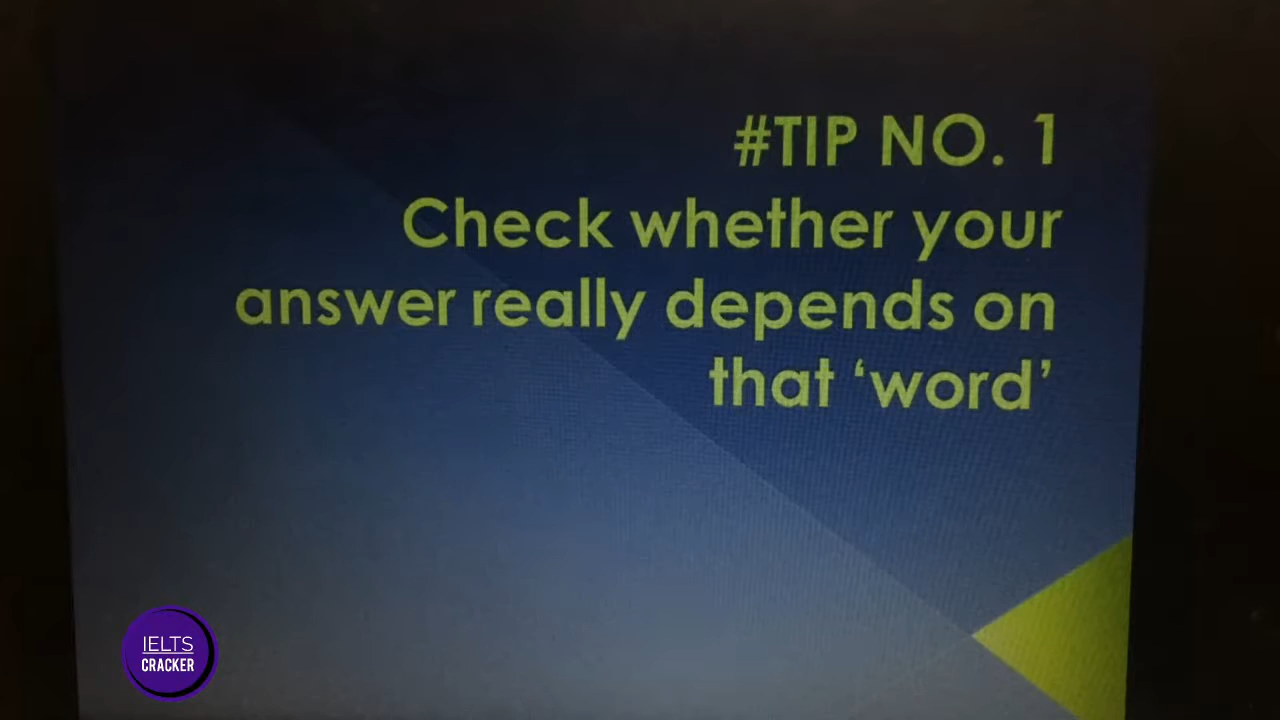 #TIP NO. 1
Check whether your
answer really depends on
that ‘word’
IELTS
CRACKER